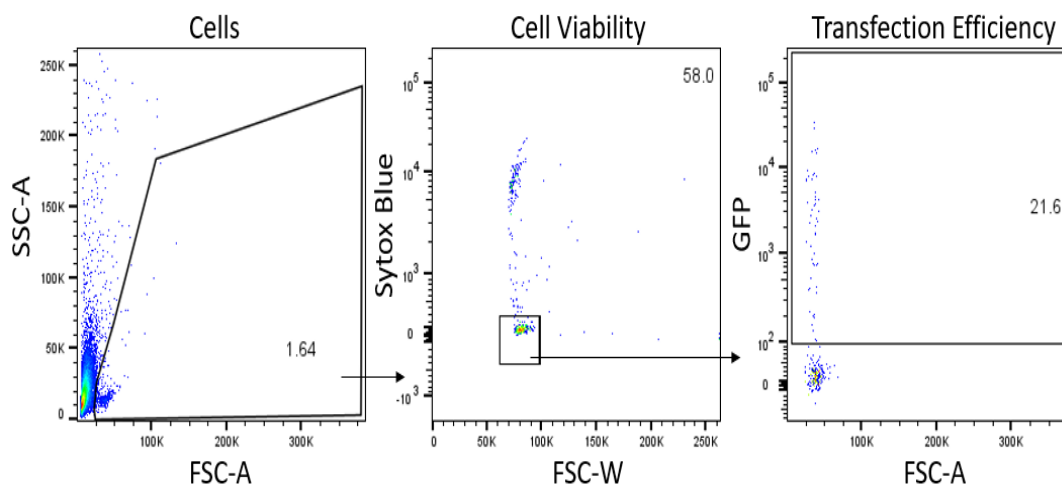 Cells
Cell Viability
Transfection Efficiency
250K
200K
150K
100K
50K
0
SSC-A
1.64
100K
200K
300K
FSC-A
10^5
10^4
10^3
0
-10^3
Sytox Blue
58.0
0
50K
100K
150K
200K
250K
FSC-W
10^5
10^4
10^3
10^2
0
GFP
21.6
100K
200K
300K
FSC-A